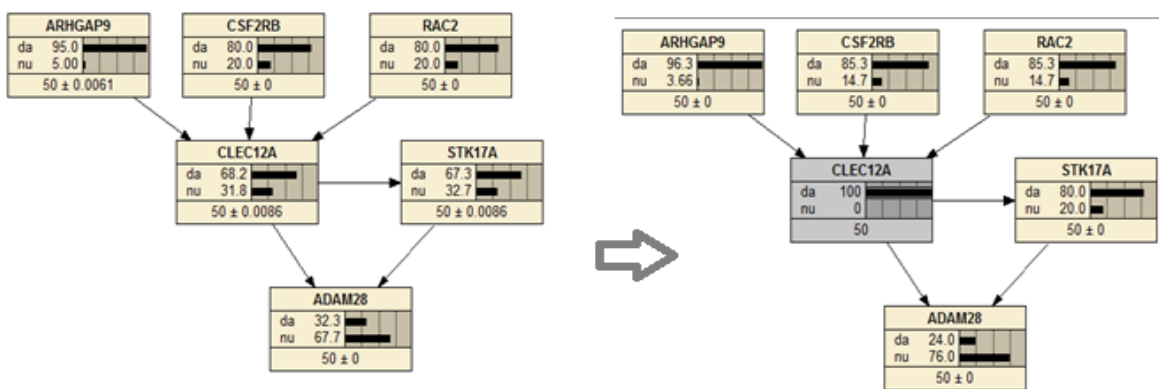 ARHGAP9
da 95.0
nu 5.00
50 ± 0.0061
CSF2RB
da 80.0
nu 20.0
50 ± 0
RAC2
da 80.0
nu 20.0
50 ± 0
CLEC12A
da 68.2
nu 31.8
50 ± 0.0086
STK17A
da 67.3
nu 32.7
50 ± 0.0086
ADAM28
da 32.3
nu 67.7
50 ± 0
ARHGAP9
da 96.3
nu 3.66
50 ± 0
CSF2RB
da 85.3
nu 14.7
50 ± 0
RAC2
da 85.3
nu 14.7
50 ± 0
CLEC12A
da 100
nu 0
50
STK17A
da 80.0
nu 20.0
50 ± 0
ADAM28
da 24.0
nu 76.0
50 ± 0